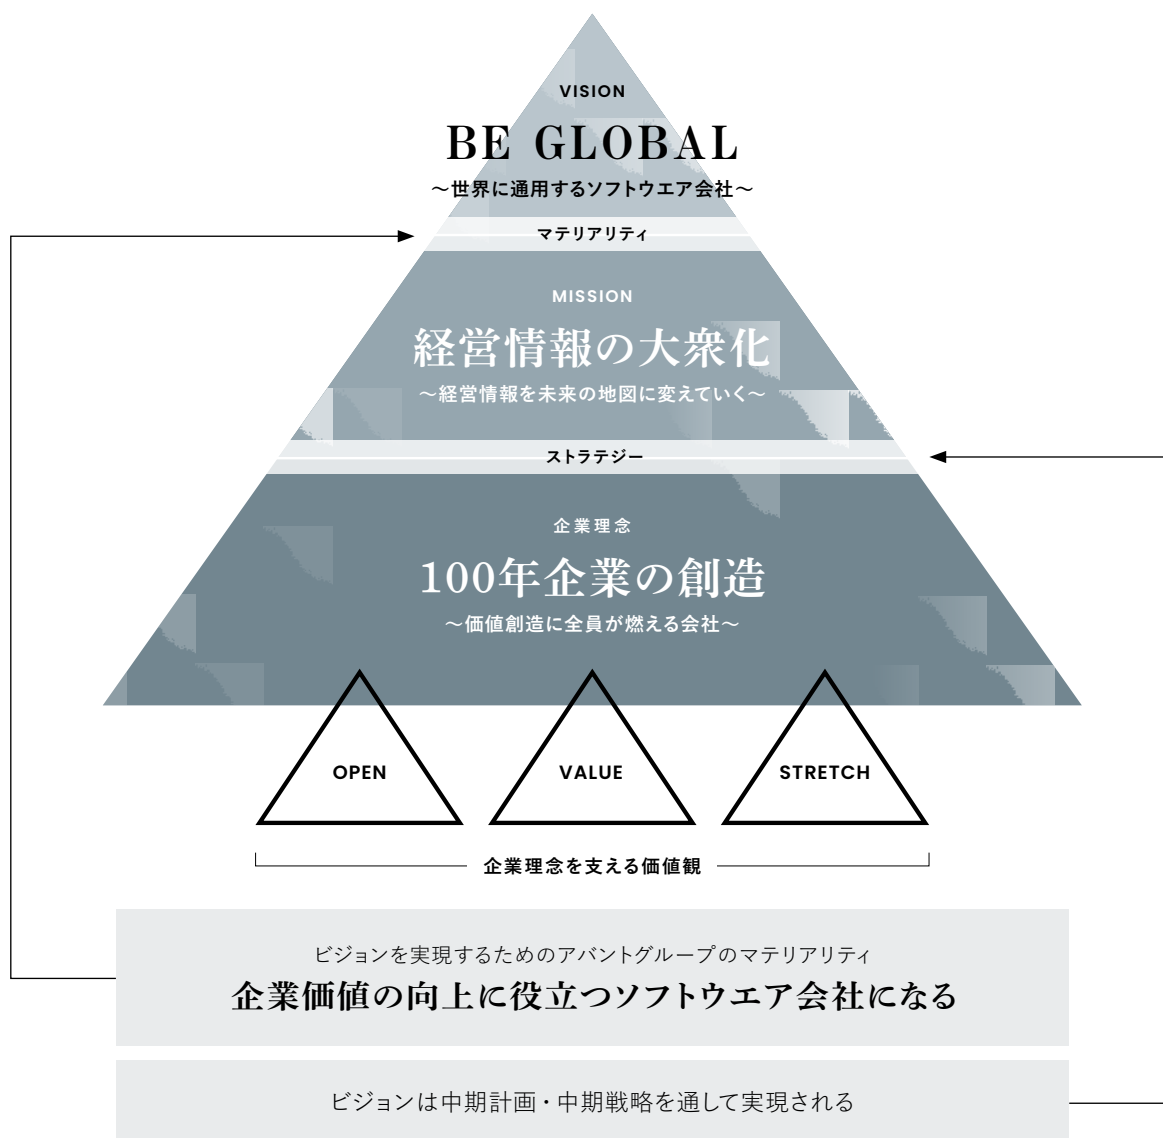 VISION
BE GLOBAL
～世界に通用するソフトウエア会社～
マテリアリティ
MISSION
経営情報の大衆化
～経営情報を未来の地図に変えていく～
ストラテジー
企業理念
100年企業の創造
～価値創造に全員が燃える会社～
OPEN
VALUE
STRETCH
企業理念を支える価値観
ビジョンを実現するためのアバントグループのマテリアリティ
企業価値の向上に役立つソフトウエア会社になる
ビジョンは中期計画・中期戦略を通して実現される